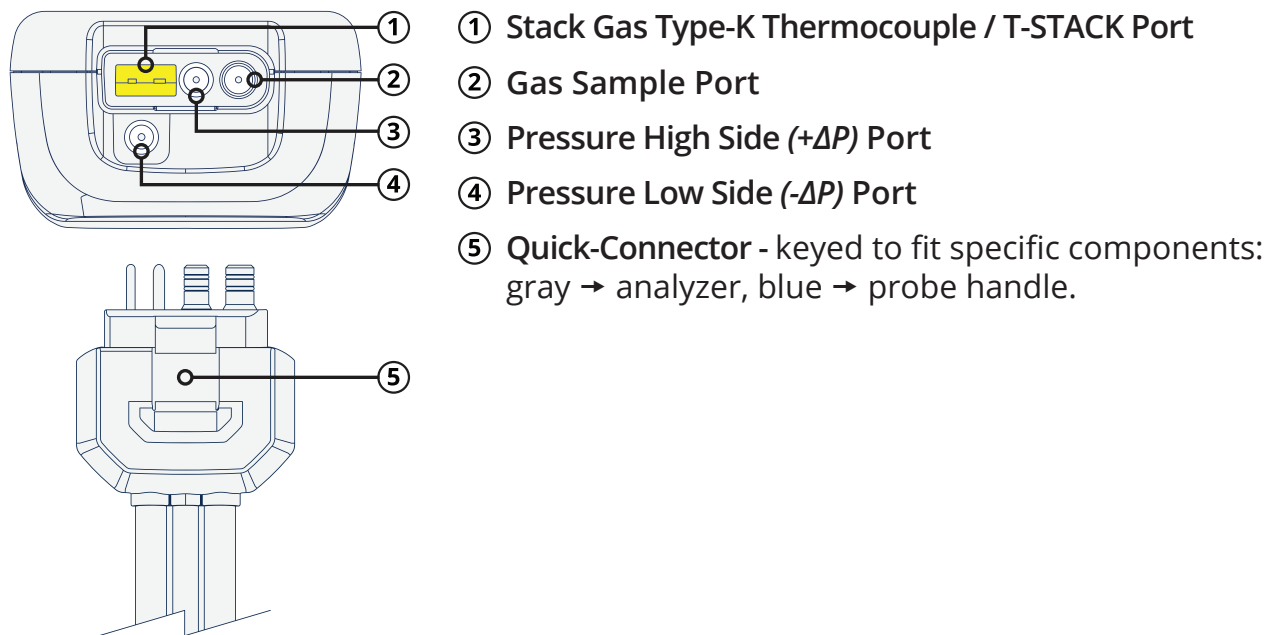 ① Stack Gas Type-K Thermocouple / T-STACK Port
② Gas Sample Port
③ Pressure High Side (+ΔP) Port
④ Pressure Low Side (-ΔP) Port
⑤ Quick-Connector - keyed to fit specific components:
gray → analyzer, blue → probe handle.
①
②
③
④
⑤